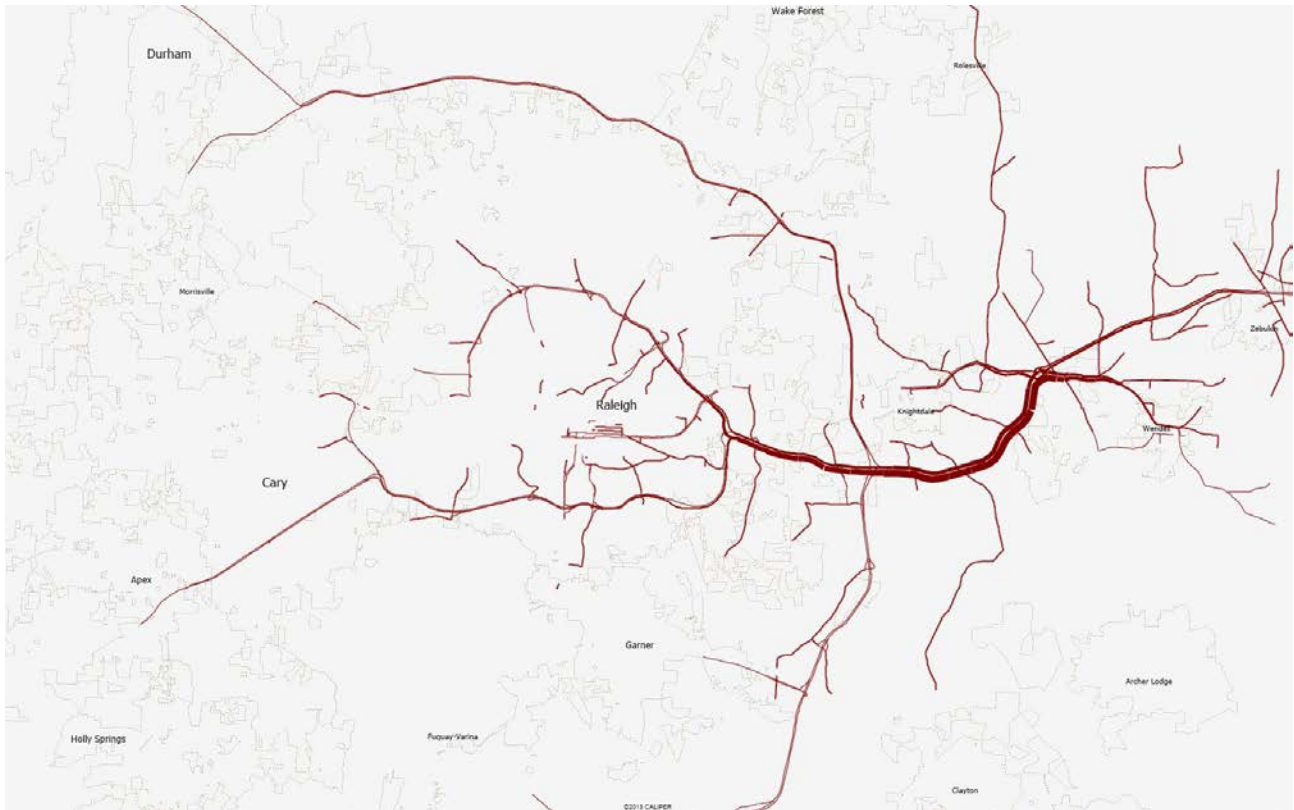 Wake Forest
Durham
Rolesville
Morrisville
Zebulon
Raleigh
Knightdale
Wendell
Cary
Apex
Garner
Archer Lodge
Holly Springs
Fuquay-Varina
Clayton
©2018 CALIPER